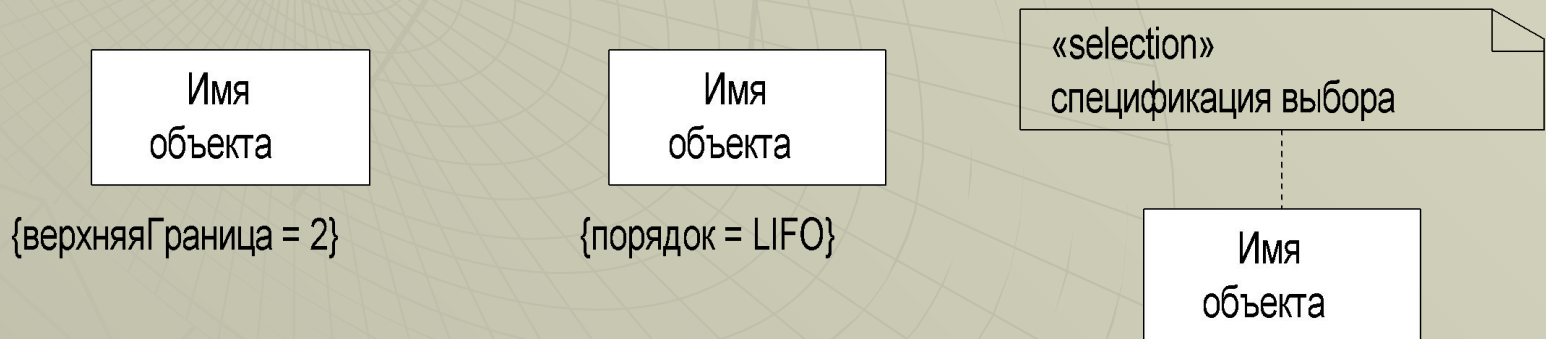 Имя
объекта
{верхняяГраница = 2}
Имя
объекта
{порядок = LIFO}
«selection»
спецификация выбора
Имя
объекта